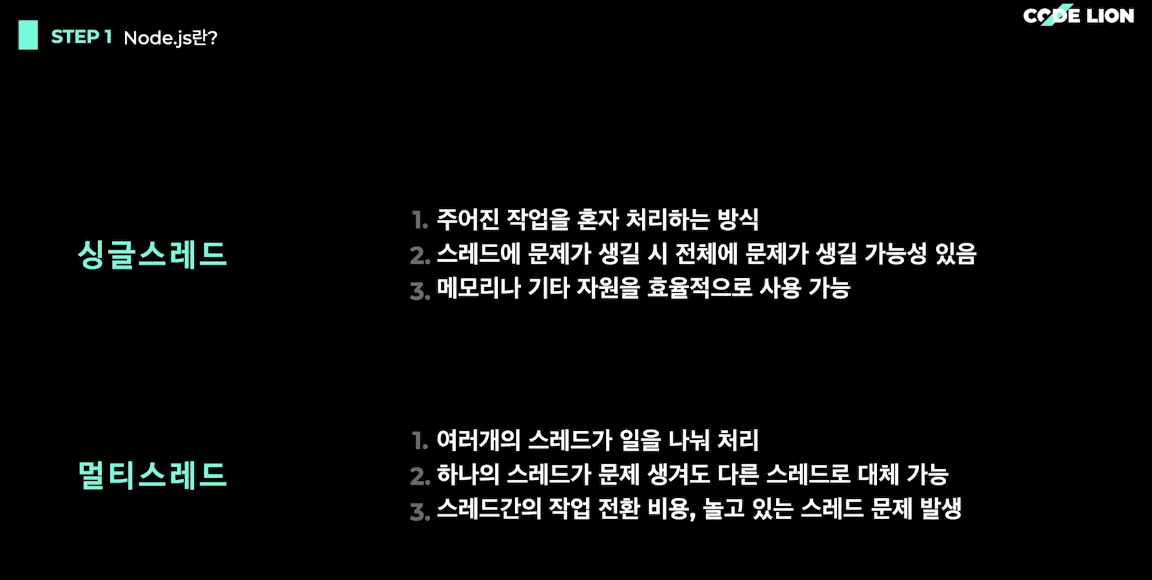 STEP 1 Node.js란?
CODE LION
싱글스레드
1. 주어진 작업을 혼자 처리하는 방식
2. 스레드에 문제가 생길 시 전체에 문제가 생길 가능성 있음
3. 메모리나 기타 자원을 효율적으로 사용 가능
멀티스레드
1. 여러개의 스레드가 일을 나눠 처리
2. 하나의 스레드가 문제 생겨도 다른 스레드로 대체 가능
3. 스레드간의 작업 전환 비용, 놀고 있는 스레드 문제 발생